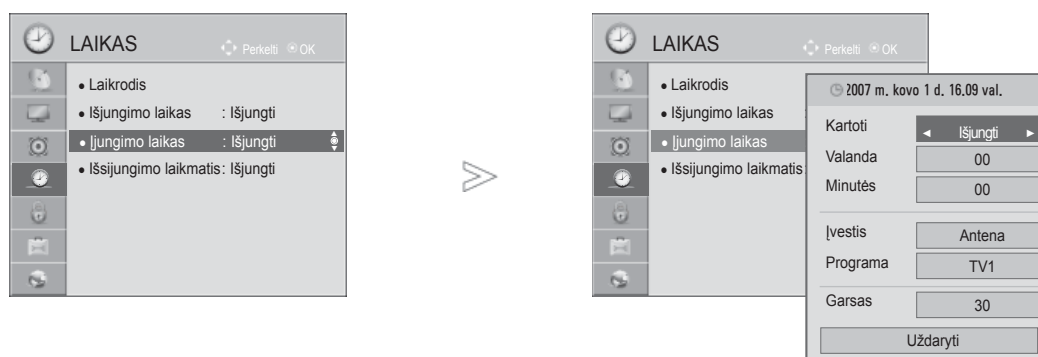 LAIKAS
Perkelti OK
• Laikrodis
• Išjungimo laikas : Išjungti
• Įjungimo laikas : Išjungti
• Išsijungimo laikmatis: Išjungti
LAIKAS
Perkelti OK
• Laikrodis
• Išjungimo laikas :
• Įjungimo laikas
• Išsijungimo laikmatis
2007 m. kovo 1 d. 16.09 val.
Kartoti ◄ Išjungti ►
Valanda 00
Minutės 00
Įvestis Antena
Programa TV1
Garsas 30
Uždaryti